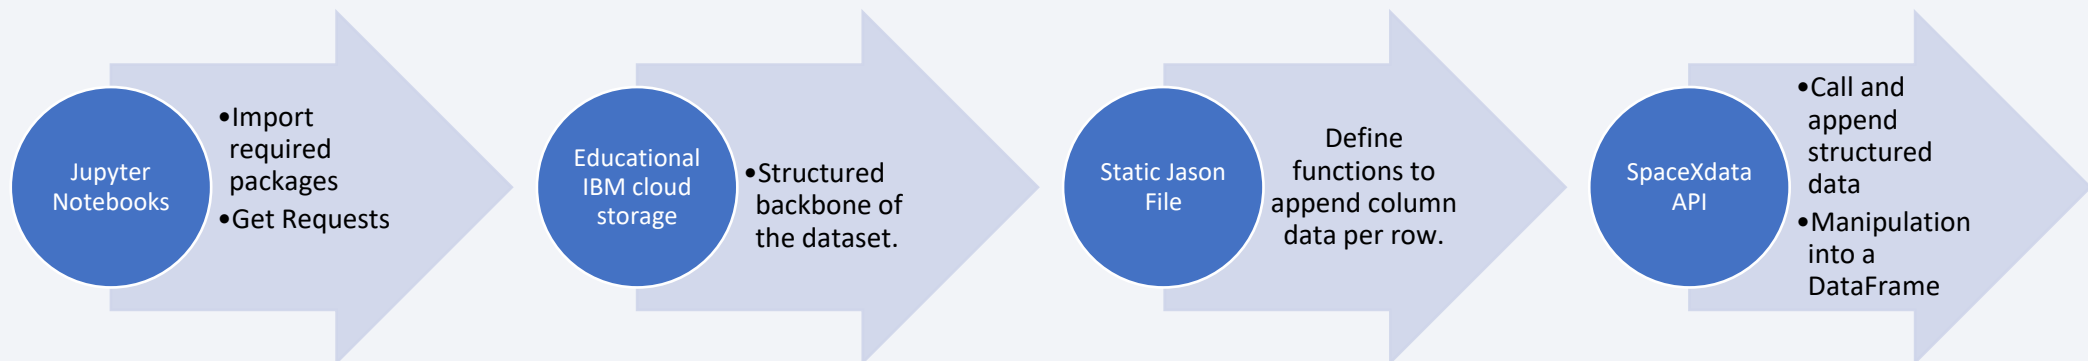 Jupyter
Notebooks
•Import
required
packages
•Get Requests
Educational
IBM cloud
storage
•Structured
backbone of
the dataset.
Static Jason
File
Define
functions to
append column
data per row.
SpaceXdata
API
•Call and
append
structured
data
•Manipulation
into a
DataFrame